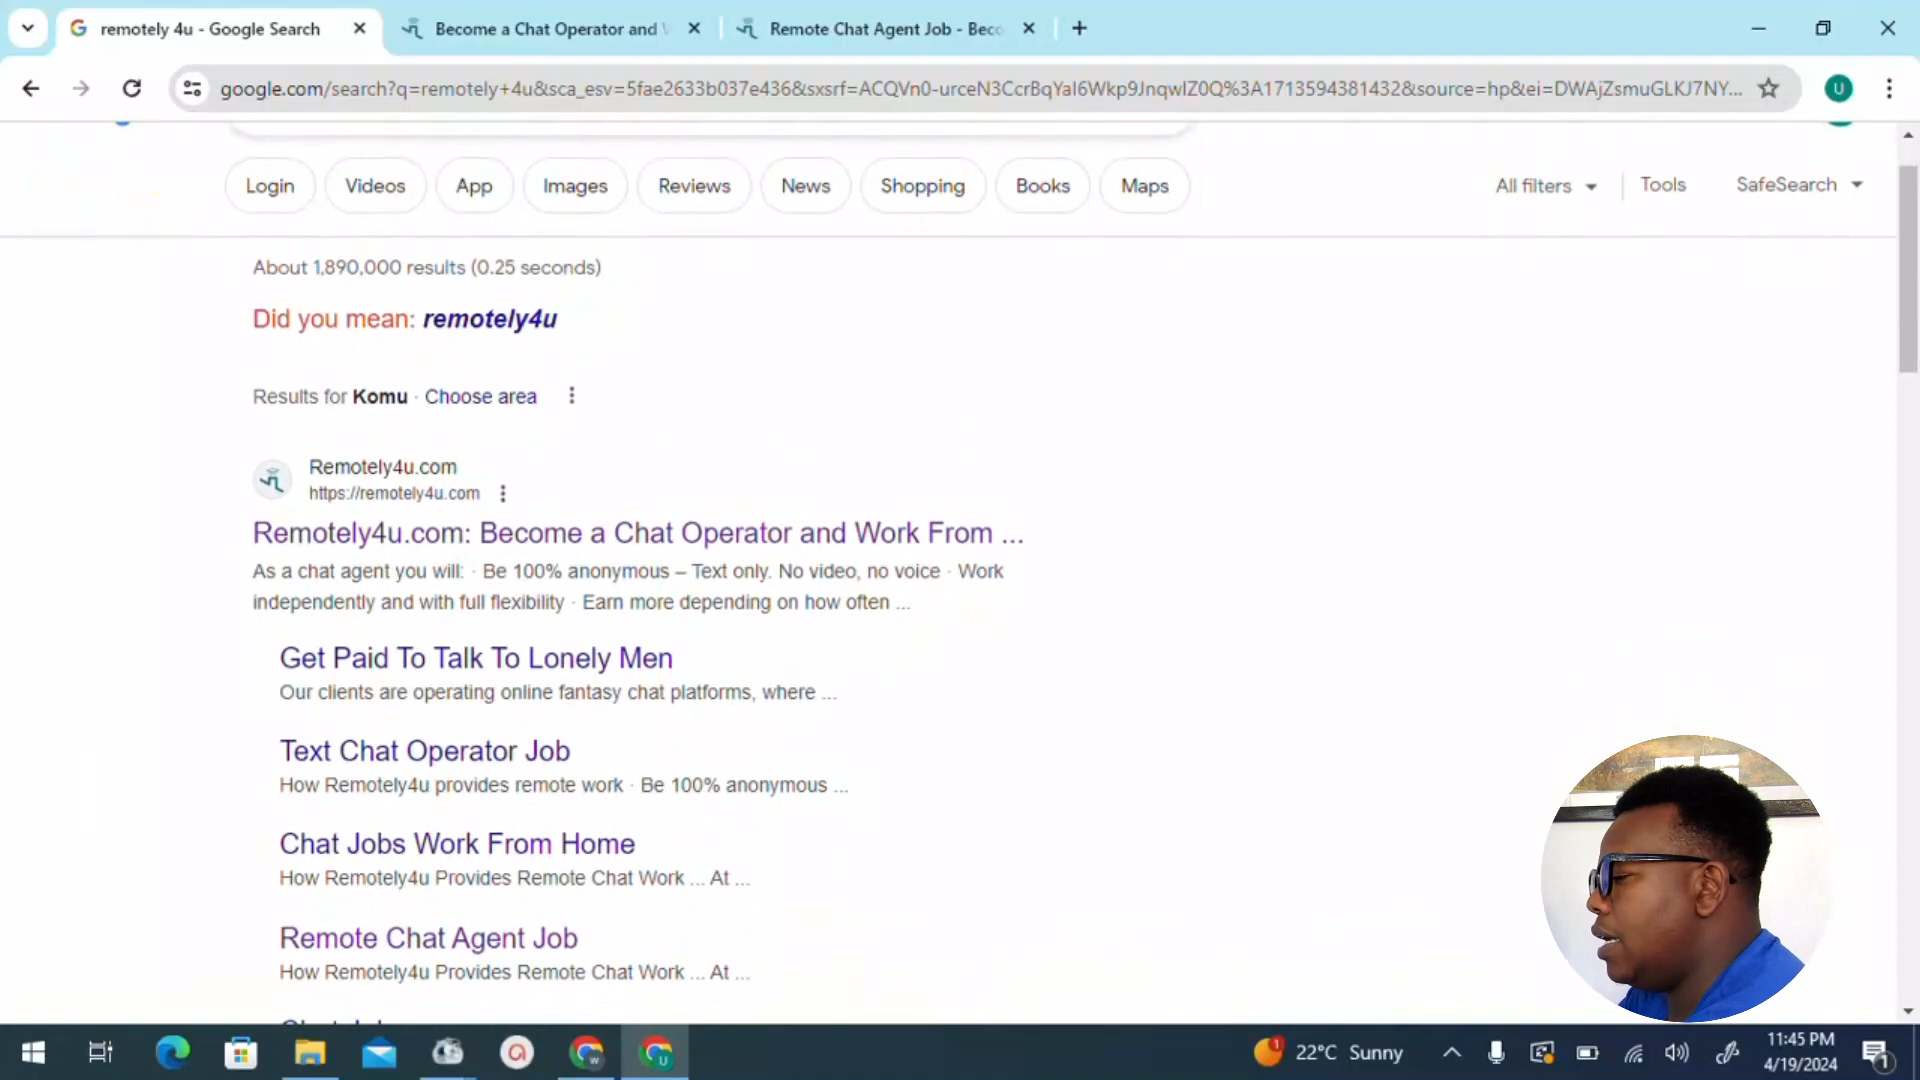 remotely 4u - Google Search
Become a Chat Operator and
Remote Chat Agent Job - Beco
google.com/search?q=remotely+4u&sca_esv=5fae2633b037e436&sxsrf=ACQVn0-urceN3CcrBqYaI6Wkp9JnqwIZ0Q%3A1713594381432&source=hp&ei=DWAjZsmuGLKJ7NY...
U
Login
Videos
App
Images
Reviews
News
Shopping
Books
Maps
All filters
Tools
SafeSearch
About 1,890,000 results (0.25 seconds)
Did you mean: remotely4u
Results for Komu · Choose area
Remotely4u.com
https://remotely4u.com
Remotely4u.com: Become a Chat Operator and Work From ...
As a chat agent you will: · Be 100% anonymous – Text only. No video, no voice · Work
independently and with full flexibility · Earn more depending on how often ...
Get Paid To Talk To Lonely Men
Our clients are operating online fantasy chat platforms, where ...
Text Chat Operator Job
How Remotely4u provides remote work · Be 100% anonymous ...
Chat Jobs Work From Home
How Remotely4u Provides Remote Chat Work ... At ...
Remote Chat Agent Job
How Remotely4u Provides Remote Chat Work ... At ...
22°C Sunny
11:45 PM
4/19/2024